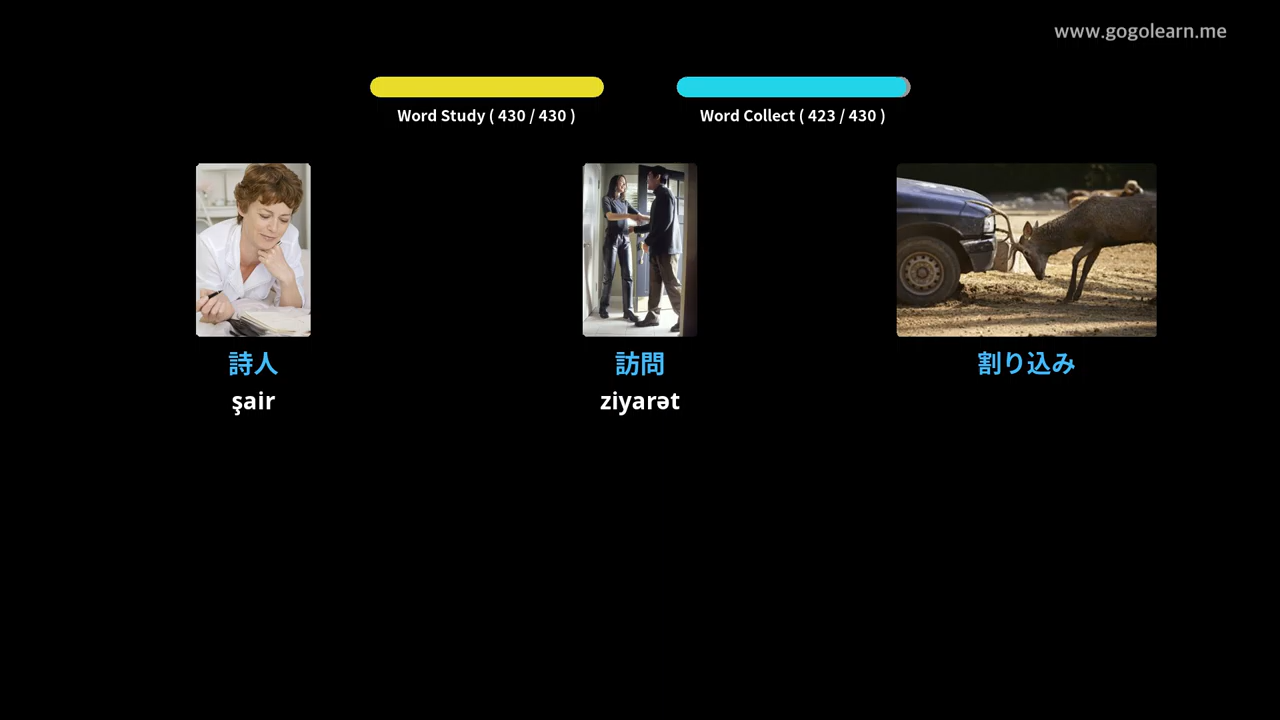 www.gogolearn.me
Word Study ( 430 / 430 )
Word Collect ( 423 / 430 )
詩人
şair
訪問
ziyarət
割り込み